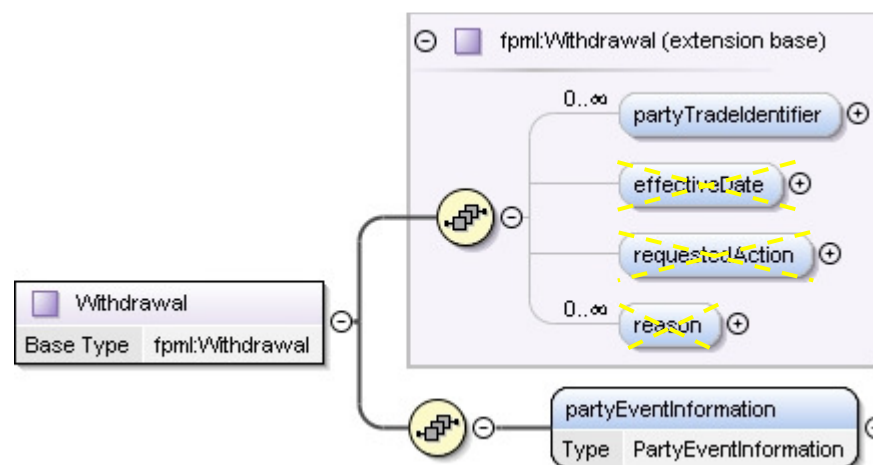 fpml:Withdrawal (extension base)
0..∞
partyTradeIdentifier
effectiveDate
requestedAction
0..∞
reason
Withdrawal
Base Type fpml:Withdrawal
partyEventInformation
Type PartyEventInformation